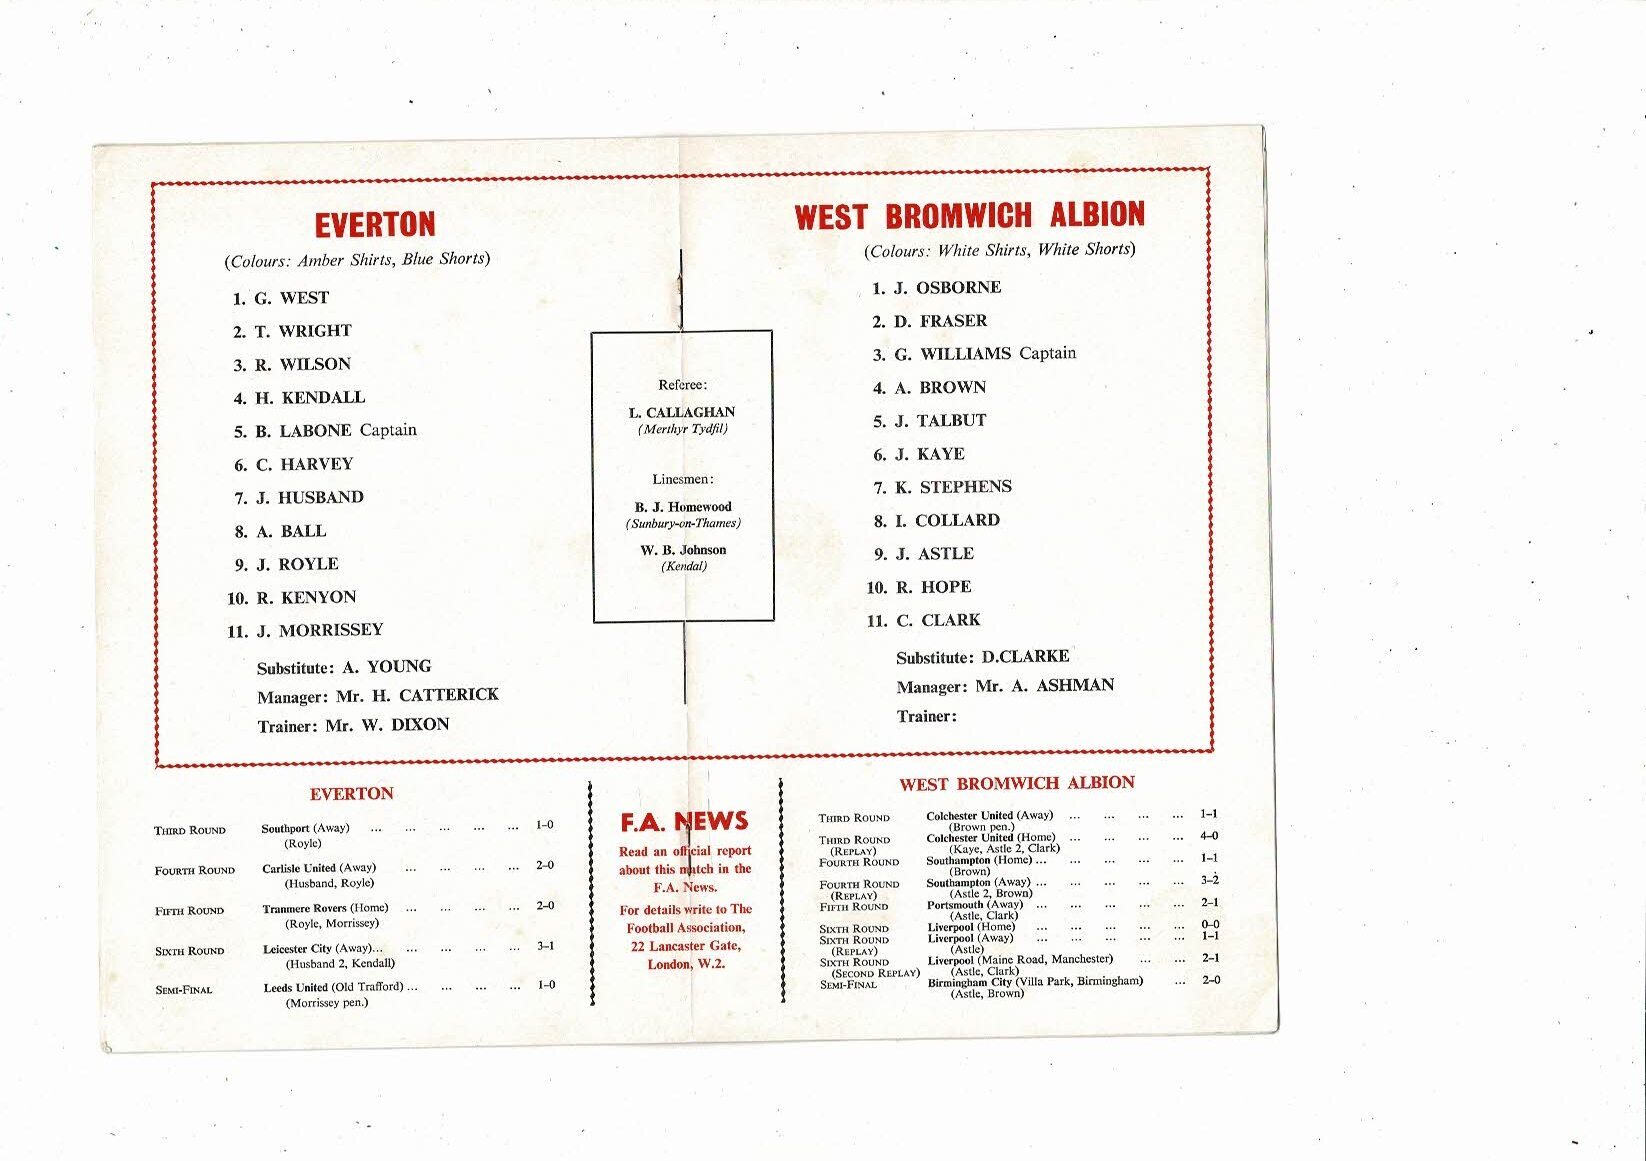 EVERTON
(Colours: Amber Shirts, Blue Shorts)
1. G. WEST
2. T. WRIGHT
3. R. WILSON
4. H. KENDALL
5. B. LABONE Captain
6. C. HARVEY
7. J. HUSBAND
8. A. BALL
9. J. ROYLE
10. R. KENYON
11. J. MORRISSEY
Substitute: A. YOUNG
Manager: Mr. H. CATTERICK
Trainer: Mr. W. DIXON
Referee:
L. CALLAGHAN
(Merthyr Tydfil)
Linesmen:
B. J. Homewood
(Sunbury-on-Thames)
W. B. Johnson
(Kendal)
WEST BROMWICH ALBION
(Colours: White Shirts, White Shorts)
1. J. OSBORNE
2. D. FRASER
3. G. WILLIAMS Captain
4. A. BROWN
5. J. TALBUT
6. J. KAYE
7. K. STEPHENS
8. I. COLLARD
9. J. ASTLE
10. R. HOPE
11. C. CLARK
Substitute: D.CLARKE
Manager: Mr. A. ASHMAN
Trainer:
EVERTON
THIRD ROUND Southport (Away) ... ... ... ... ... 1-0
(Royle)
FOURTH ROUND Carlisle United (Away) ... ... ... ... 2-0
(Husband, Royle)
FIFTH ROUND Tranmere Rovers (Home) ... ... ... ... 2-0
(Royle, Morrissey)
SIXTH ROUND Leicester City (Away)... ... ... ... ... 3-1
(Husband 2, Kendall)
SEMI-FINAL Leeds United (Old Trafford) ... ... ... ... 1-0
(Morrissey pen.)
F.A. NEWS
Read an official report
about this match in the
F.A. News.
For details write to The
Football Association,
22 Lancaster Gate,
London, W.2.
WEST BROMWICH ALBION
THIRD ROUND Colchester United (Away) ... ... ... ... 1-1
(Brown pen.)
THIRD ROUND Colchester United (Home) ... ... ... ... 4-0
(REPLAY) (Kaye, Astle 2, Clark)
FOURTH ROUND Southampton (Home) ... ... ... ... ... 1-1
(Brown)
FOURTH ROUND Southampton (Away) ... ... ... ... ... 3-2
(REPLAY) (Astle 2, Brown)
FIFTH ROUND Portsmouth (Away) ... ... ... ... ... 2-1
(Astle, Clark)
SIXTH ROUND Liverpool (Home) ... ... ... ... ... 0-0
SIXTH ROUND Liverpool (Away) ... ... ... ... ... 1-1
(REPLAY) (Astle)
SIXTH ROUND Liverpool (Maine Road, Manchester) ... ... 2-1
(SECOND REPLAY) (Astle, Clark)
SEMI-FINAL Birmingham City (Villa Park, Birmingham) ... 2-0
(Astle, Brown)